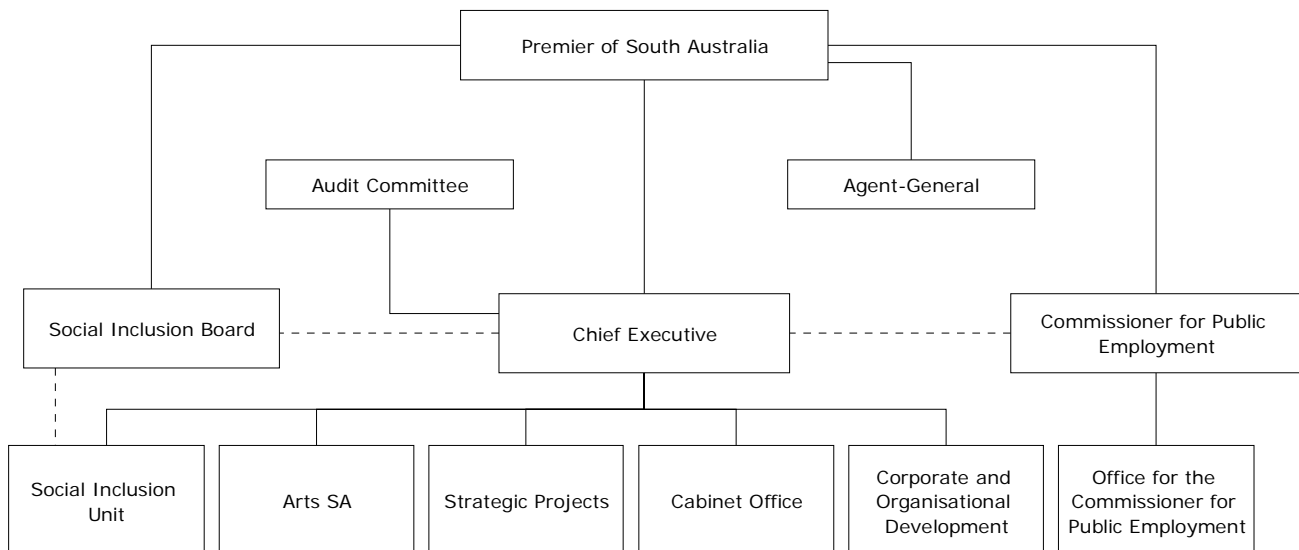 Premier of South Australia
Audit Committee
Agent-General
Social Inclusion Board
Chief Executive
Commissioner for Public
Employment
Social Inclusion
Unit
Arts SA
Strategic Projects
Cabinet Office
Corporate and
Organisational
Development
Office for the
Commissioner for
Public Employment